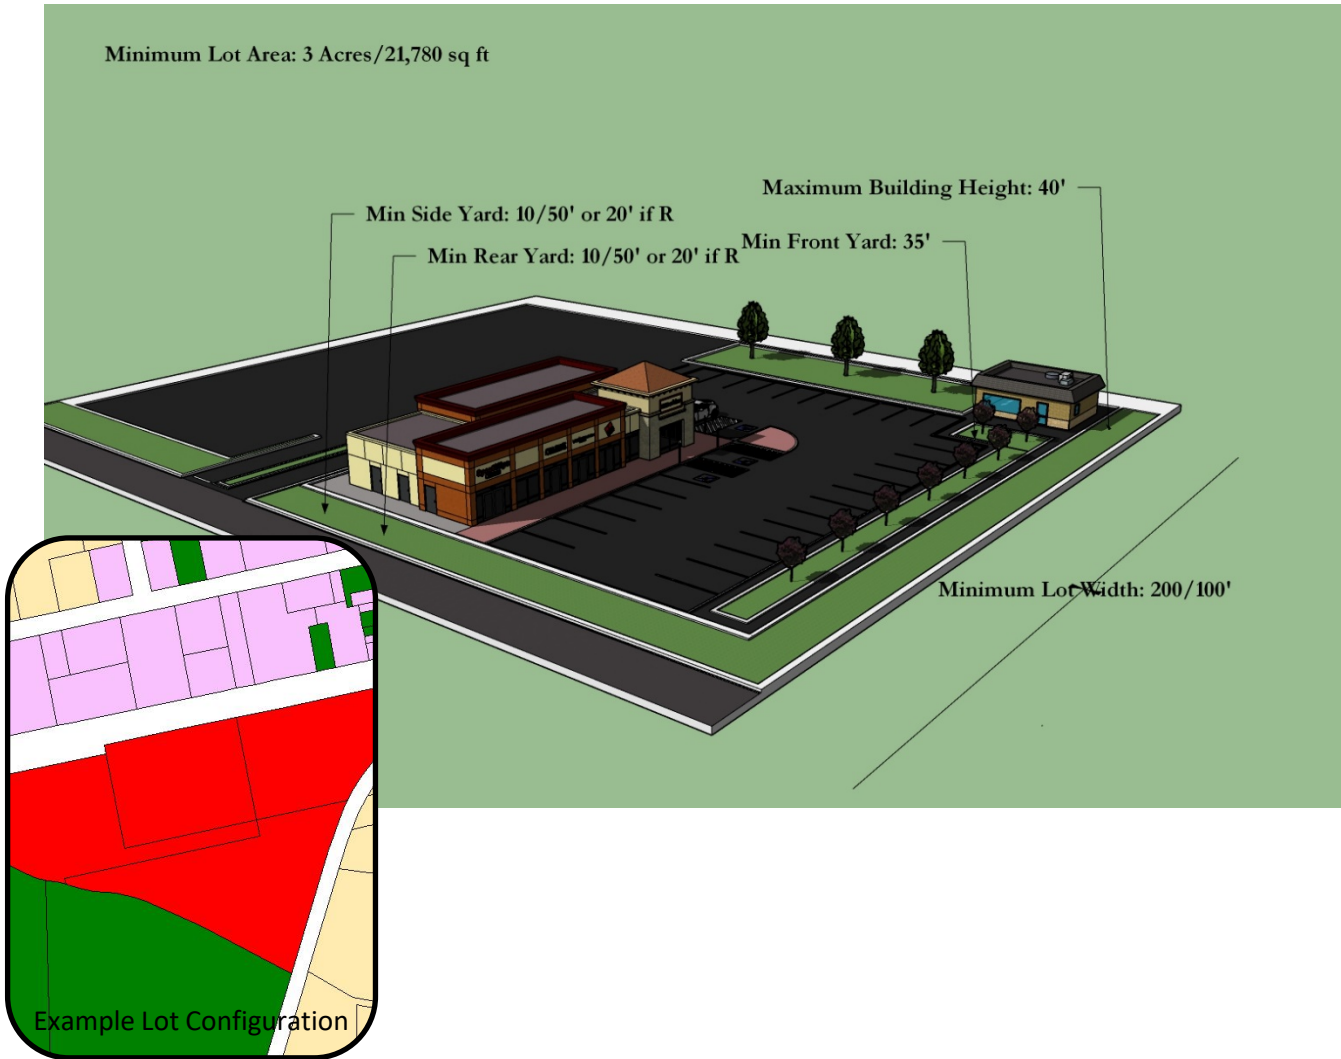 Minimum Lot Area: 3 Acres/21,780 sq ft
Maximum Building Height: 40'
Min Side Yard: 10/50' or 20' if R
Min Front Yard: 35'
Min Rear Yard: 10/50' or 20' if R
Minimum Lot Width: 200/100'
Example Lot Configuration